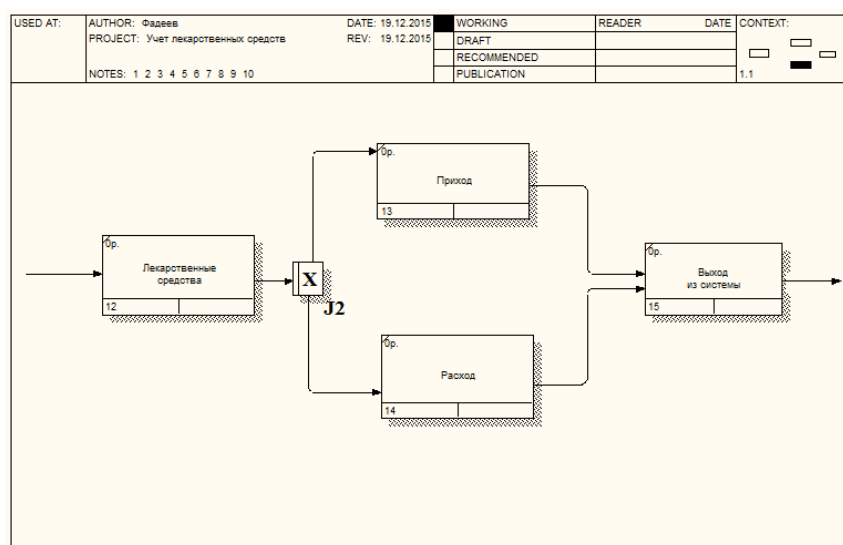 USED AT:
AUTHOR: Фадеев
DATE: 19.12.2015
PROJECT: Учет лекарственных средств
REV: 19.12.2015
NOTES: 1 2 3 4 5 6 7 8 9 10
WORKING
DRAFT
RECOMMENDED
PUBLICATION
READER DATE
CONTEXT:
1.1
0р.
Приход
13
0р.
Лекарственные
средства
12
X
J2
0р.
Выход
из системы
15
0р.
Расход
14